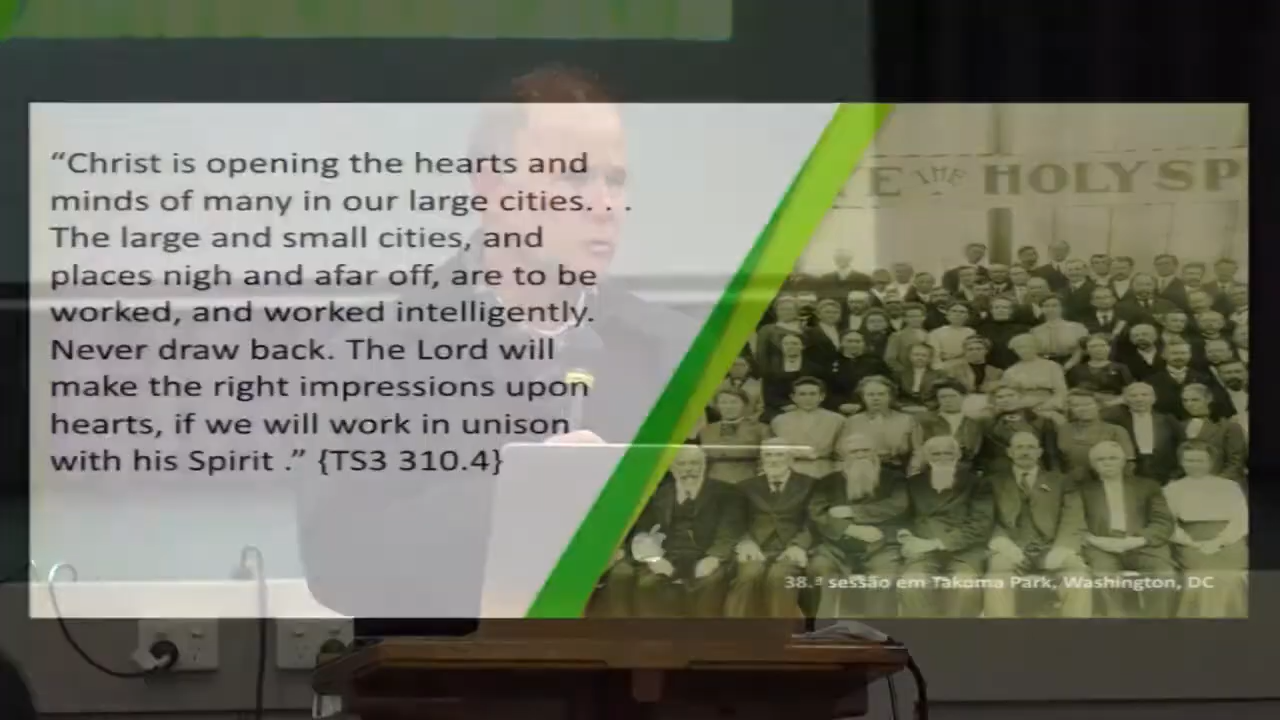 “Christ is opening the hearts and
minds of many in our large cities. . .
The large and small cities, and
places nigh and afar off, are to be
worked, and worked intelligently.
Never draw back. The Lord will
make the right impressions upon
hearts, if we will work in unison
with his Spirit .” {TS3 310.4}
THE HOLY SP
38.ª sessão em Takoma Park, Washington, DC